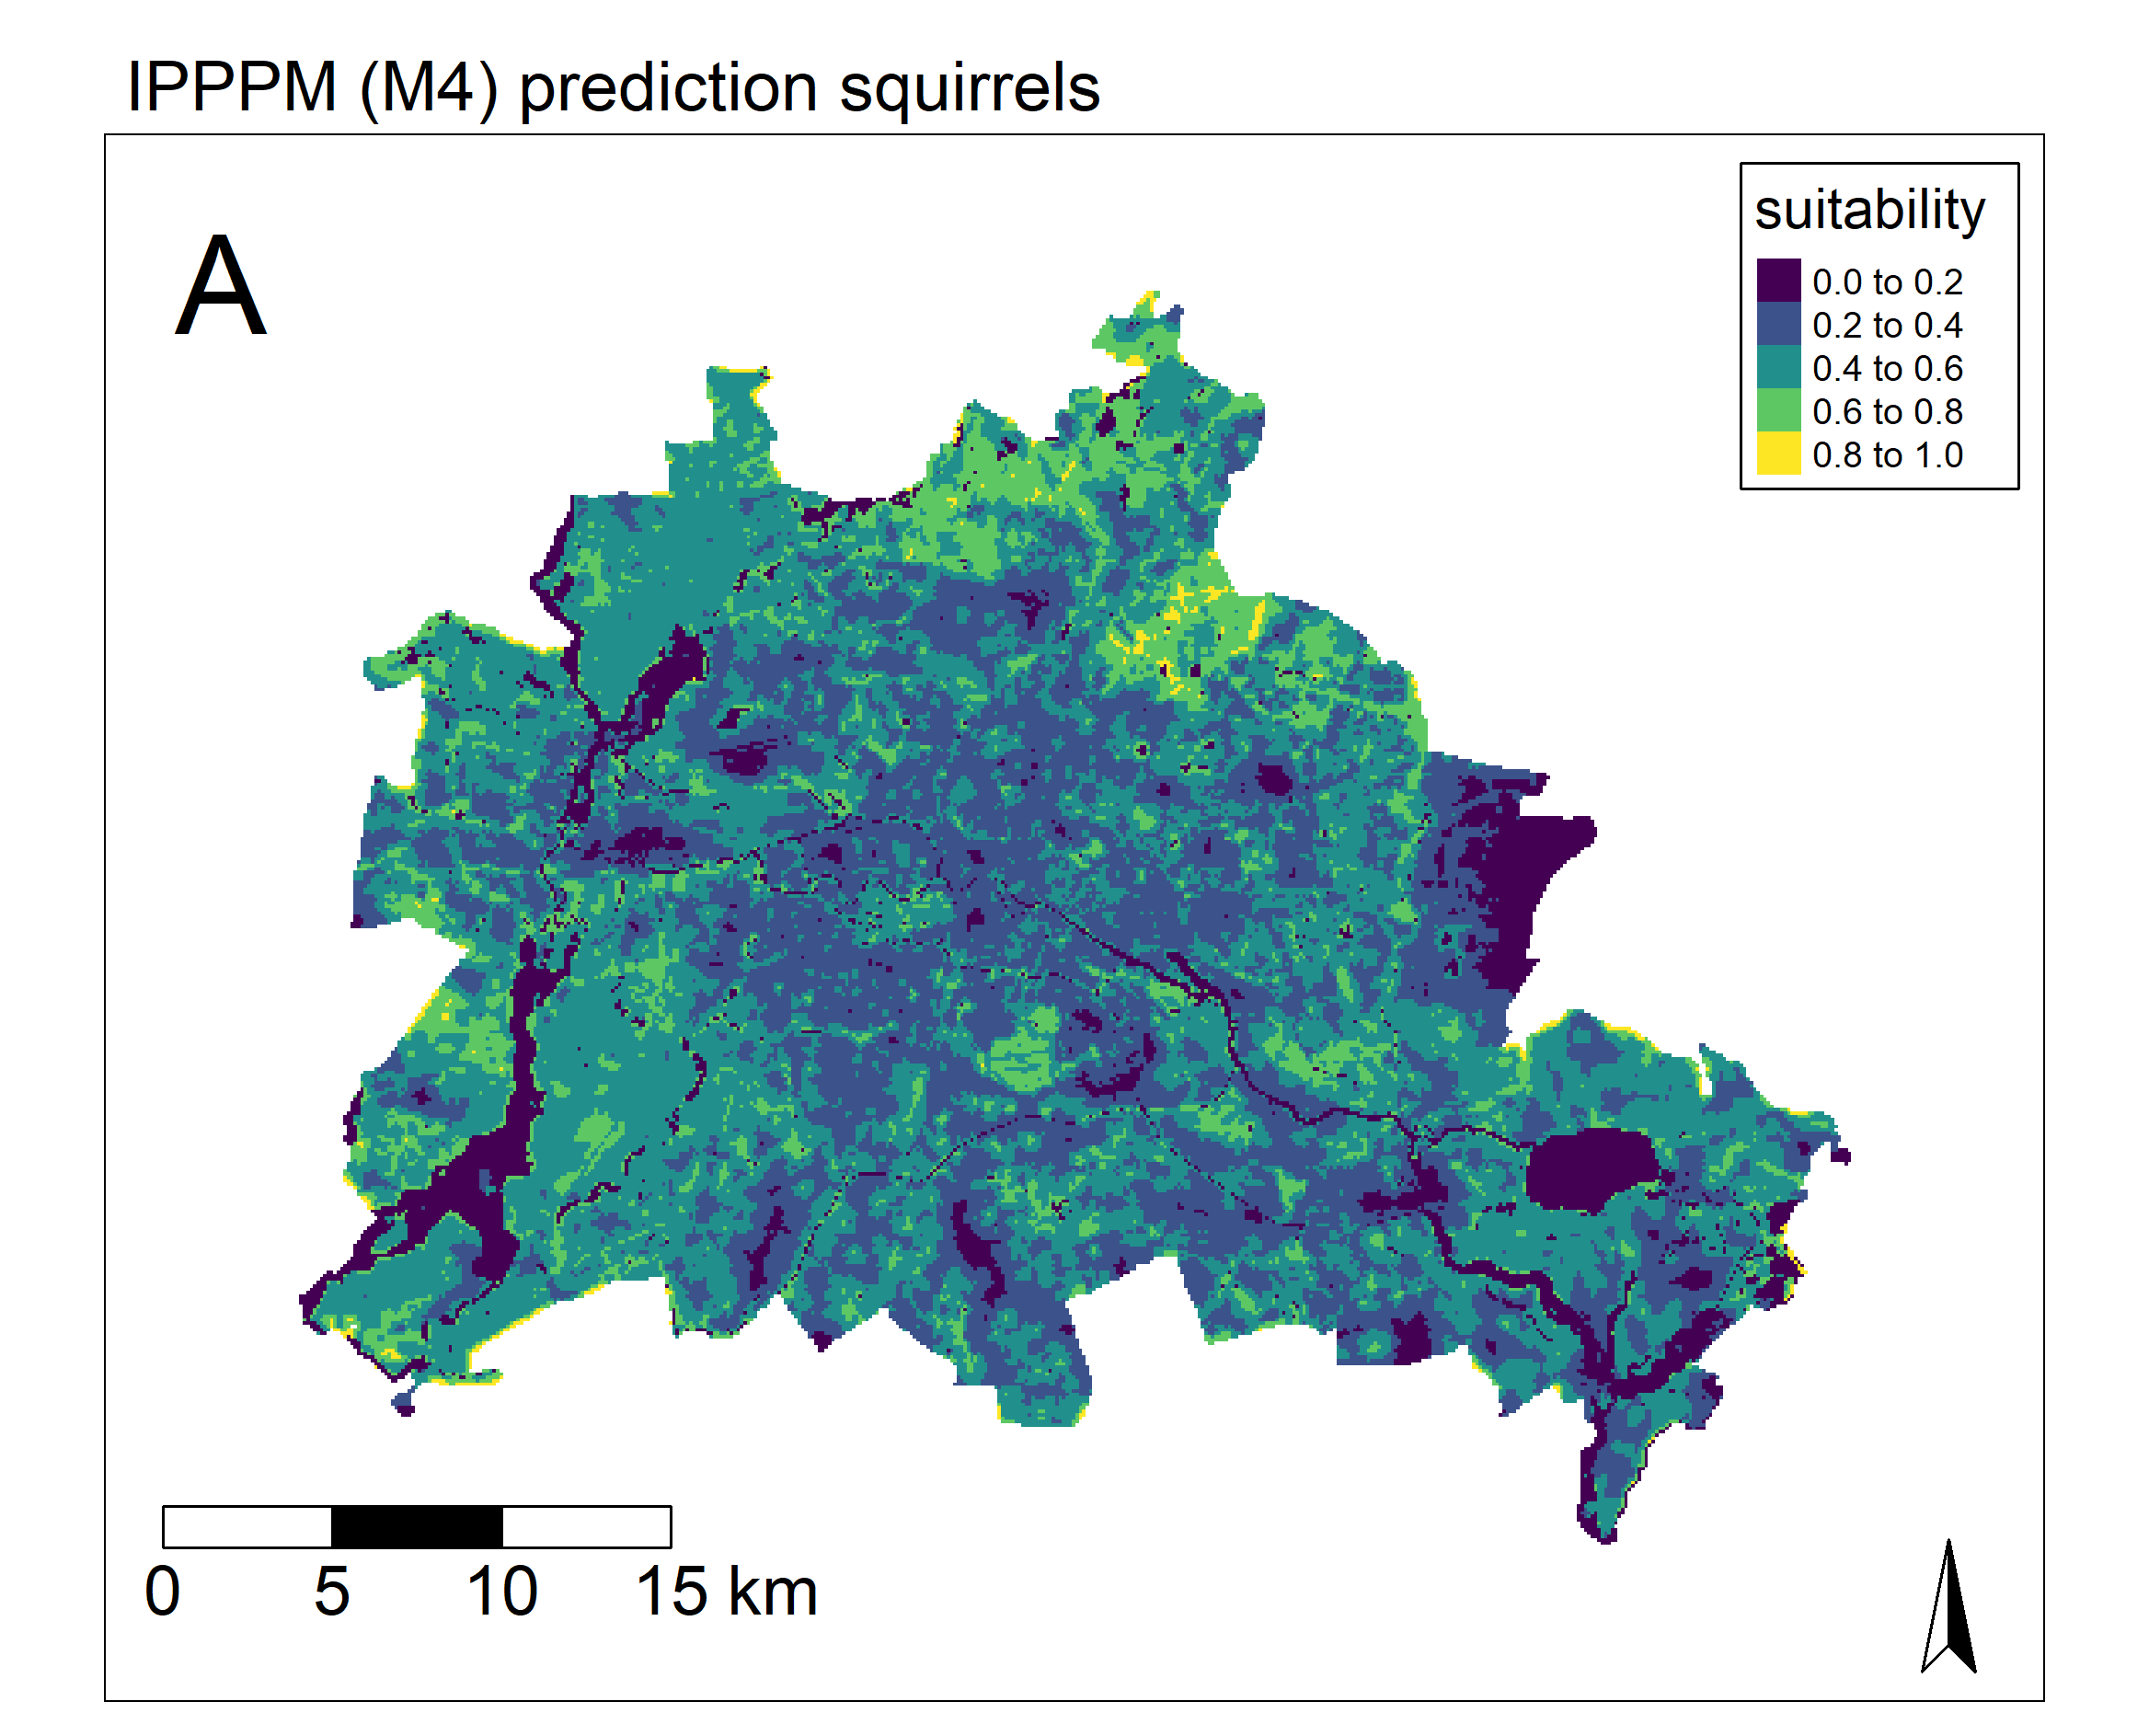 IPPPM (M4) prediction squirrels
A
suitability
0.0 to 0.2
0.2 to 0.4
0.4 to 0.6
0.6 to 0.8
0.8 to 1.0
0 5 10 15 km